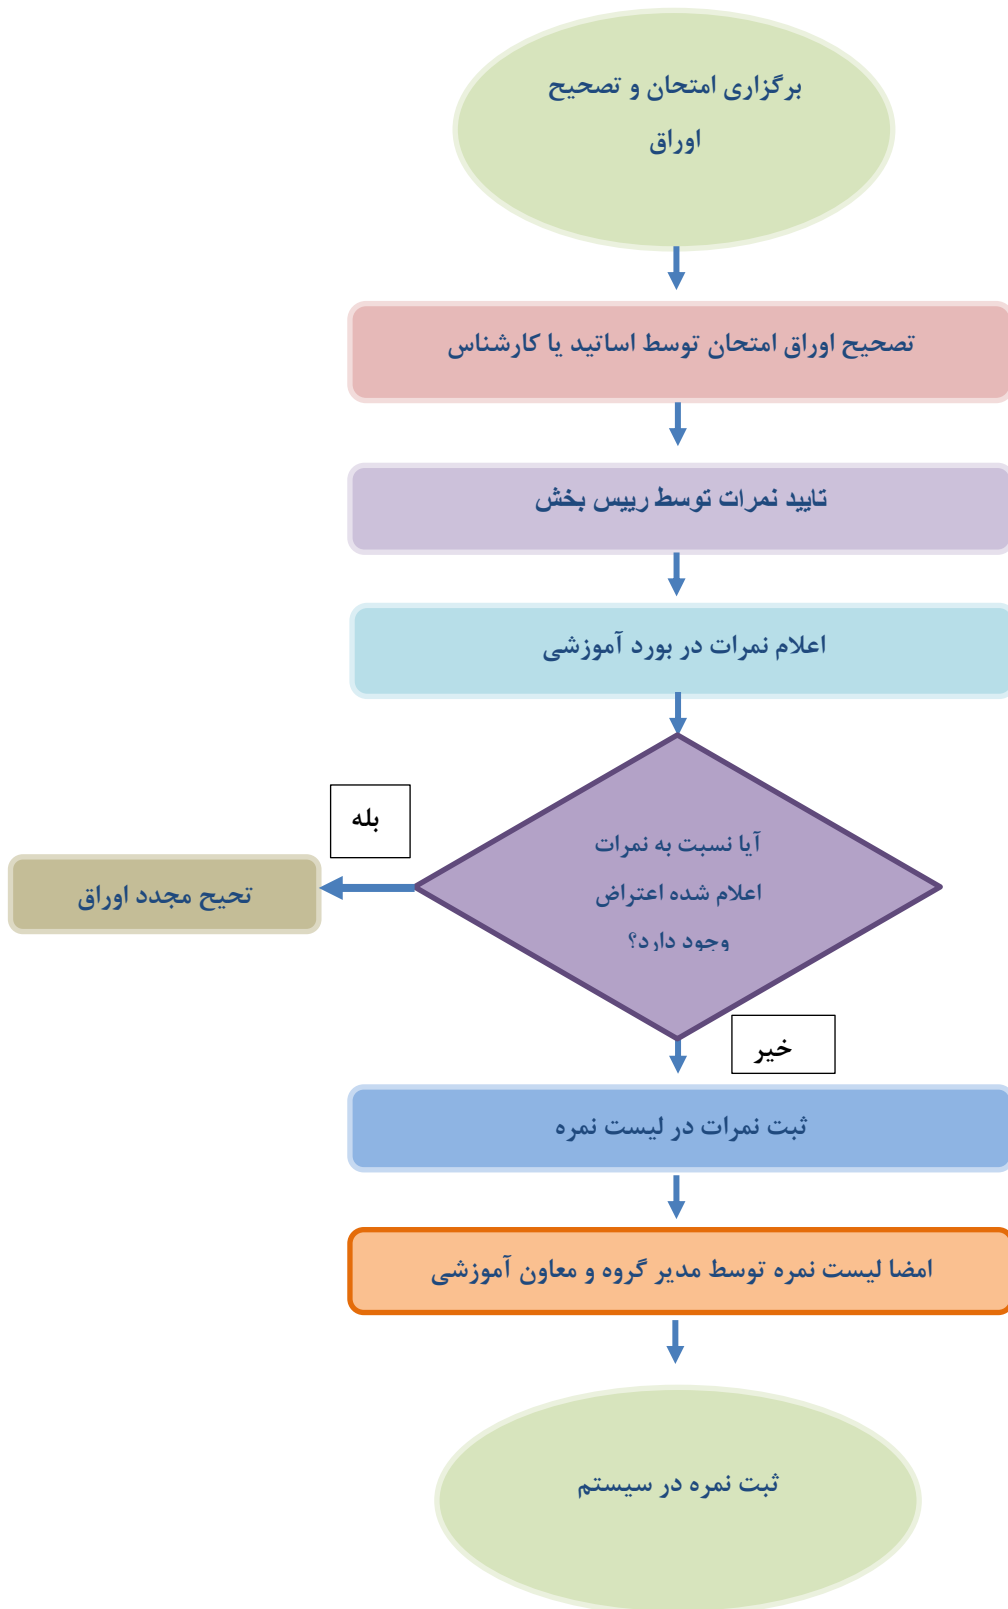 برگزاری امتحان و تصحیح
اوراق
تصحیح اوراق امتحان توسط اساتید یا کارشناس
تایید نمرات توسط رییس بخش
اعلام نمرات در بورد آموزشی
بله
آیا نسبت به نمرات
اعلام شده اعتراض
وجود دارد؟
تحیح مجدد اوراق
خیر
ثبت نمرات در لیست نمره
امضا لیست نمره توسط مدیر گروه و معاون آموزشی
ثبت نمره در سیستم